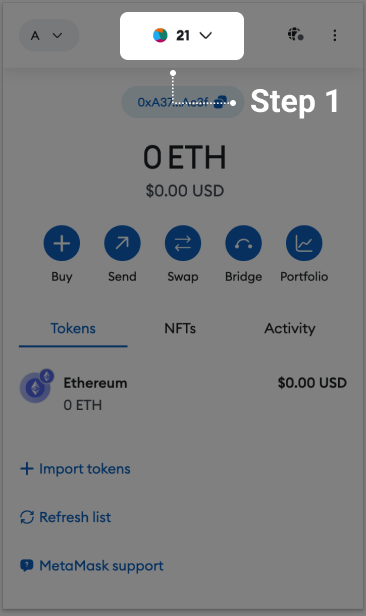 A
21
0xA37...Ac3f
Step 1
0 ETH
$0.00 USD
Buy
Send
Swap
Bridge
Portfolio
Tokens
NFTs
Activity
Ethereum
$0.00 USD
0 ETH
Import tokens
Refresh list
MetaMask support